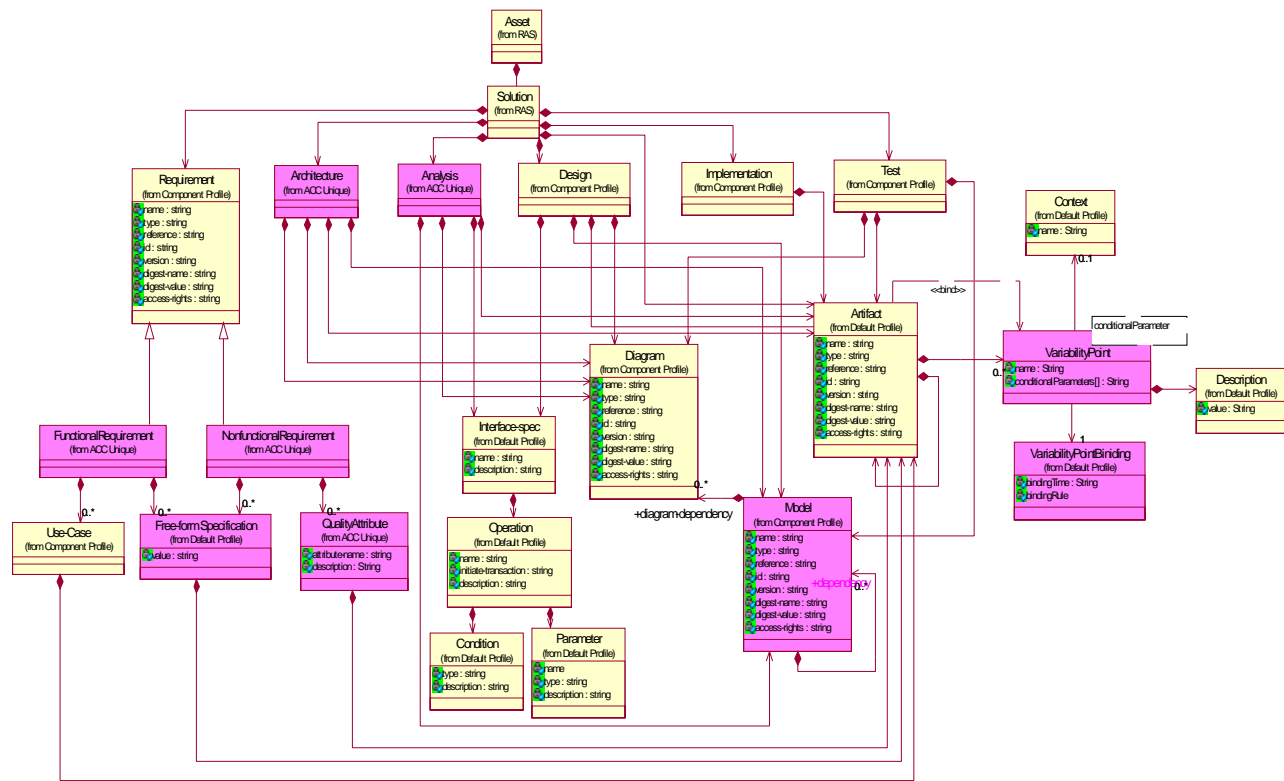 Asset
(from RAS)
Solution
(from RAS)
Requirement
(from Component Profile)
name : string
type : string
reference : string
id : string
version : string
digest-name : string
digest-value : string
access-rights : string
Architecture
(from ACC Unique)
Analysis
(from ACC Unique)
Design
(from Component Profile)
Implementation
(from Component Profile)
Test
(from Component Profile)
Context
(from Default Profile)
name : String
0..1
<<bind>>
conditionalParameter
Artifact
(from Default Profile)
name : string
type : string
reference : string
id : string
version : string
digest-name : string
digest-value : string
access-rights : string
0..*
VariabilityPoint
name : String
conditionalParameters[] : String
Description
(from Default Profile)
value : String
1
VariabilityPointBiniding
(from Default Profile)
bindingTime : String
bindingRule
Diagram
(from Component Profile)
name : string
type : string
reference : string
id : string
version : string
digest-name : string
digest-value : string
access-rights : string
0..*
+diagram-dependency
Interface-spec
(from Default Profile)
name : string
description : string
FunctionalRequirement
(from ACC Unique)
NonfunctionalRequirement
(from ACC Unique)
0..*
0..*
0..*
0..*
Use-Case
(from Component Profile)
Free-form Specification
(from Default Profile)
value : string
QualityAttribute
(from ACC Unique)
attribute-name : string
description : String
Operation
(from Default Profile)
name : string
initiate-transaction : string
description : string
Model
(from Component Profile)
name : string
type : string
reference : string
id : string
version : string
digest-name : string
digest-value : string
access-rights : string
+dependency
0..*
Condition
(from Default Profile)
type : string
description : string
Parameter
(from Default Profile)
name
type : string
description : string